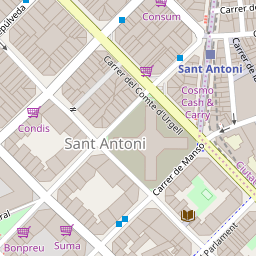 Consum
Carrer de
Sepúlveda
Carrer del Comte d'Urgell
Sant Antoni
Cosmo
Cash &
Carry
Condis
Sant Antoni
Carrer de Manso
Bonpreu
Suma
Parlament